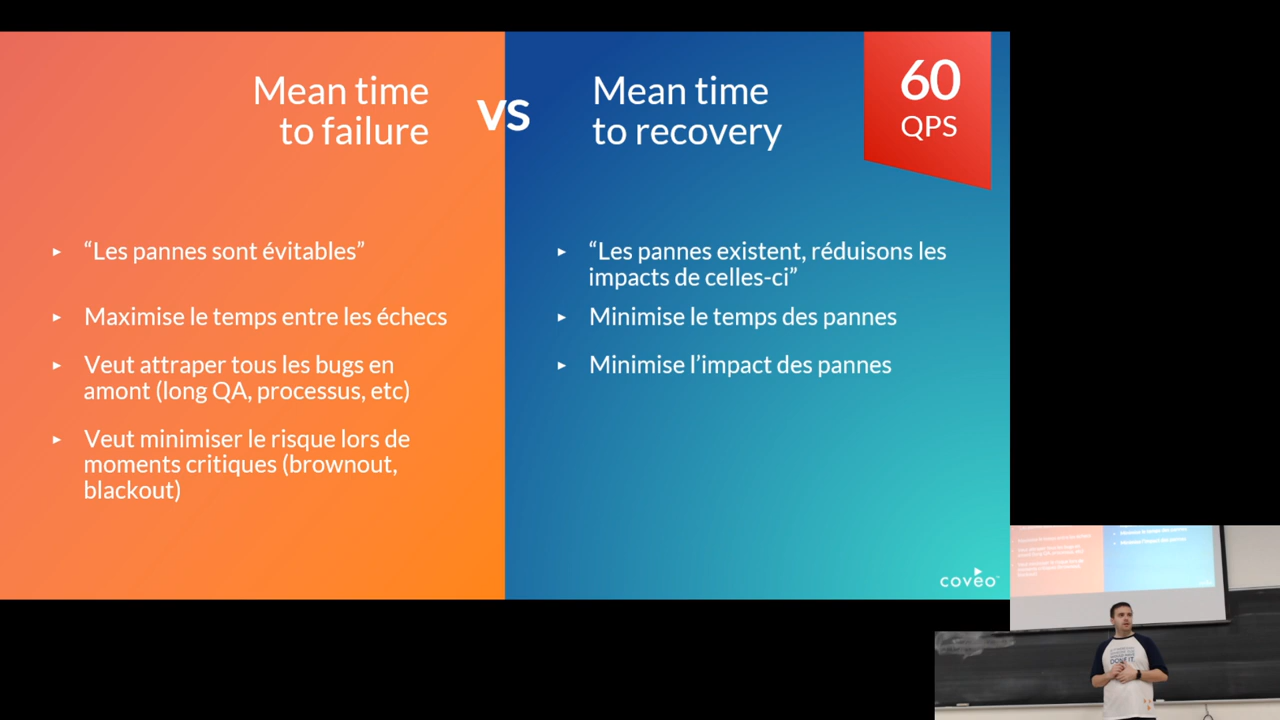 Mean time
to failure
VS
Mean time
to recovery
60
QPS
▸ “Les pannes sont évitables”
▸ Maximise le temps entre les échecs
▸ Veut attraper tous les bugs en
amont (long QA, processus, etc)
▸ Veut minimiser le risque lors de
moments critiques (brownout,
blackout)
▸ “Les pannes existent, réduisons les
impacts de celles-ci”
▸ Minimise le temps des pannes
▸ Minimise l’impact des pannes
coveo™
DONE IT